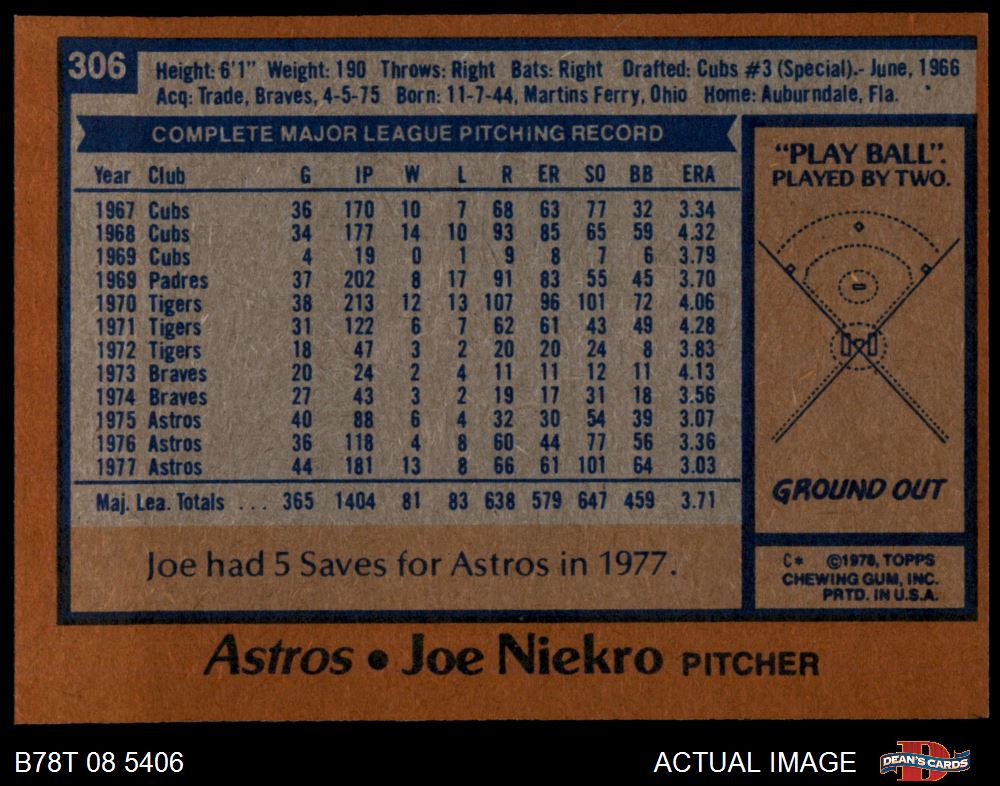 306
Height: 6'1" Weight: 190 Throws: Right Bats: Right Drafted: Cubs #3 (Special).- June, 1966
Acq: Trade, Braves, 4-5-75 Born: 11-7-44, Martins Ferry, Ohio Home: Auburndale, Fla.
COMPLETE MAJOR LEAGUE PITCHING RECORD
Year Club G IP W L R ER SO BB ERA
1967 Cubs 36 170 10 7 68 63 77 32 3.34
1968 Cubs 34 177 14 10 93 85 65 59 4.32
1969 Cubs 4 19 0 1 9 8 7 6 3.79
1969 Padres 37 202 8 17 91 83 55 45 3.70
1970 Tigers 38 213 12 13 107 96 101 72 4.06
1971 Tigers 31 122 6 7 62 61 43 49 4.28
1972 Tigers 18 47 3 2 20 20 24 8 3.83
1973 Braves 20 24 2 4 11 11 12 11 4.13
1974 Braves 27 43 3 2 19 17 31 18 3.56
1975 Astros 40 88 6 4 32 30 54 39 3.07
1976 Astros 36 118 4 8 60 44 77 56 3.36
1977 Astros 44 181 13 8 66 61 101 64 3.03
Maj. Lea. Totals ... 365 1404 81 83 638 579 647 459 3.71
Joe had 5 Saves for Astros in 1977.
"PLAY BALL".
PLAYED BY TWO.
GROUND OUT
C* ©1978, TOPPS
CHEWING GUM, INC.
PRTD. IN U.S.A.
Astros • Joe Niekro PITCHER
B78T 08 5406
ACTUAL IMAGE
D
DEAN'S CARDS